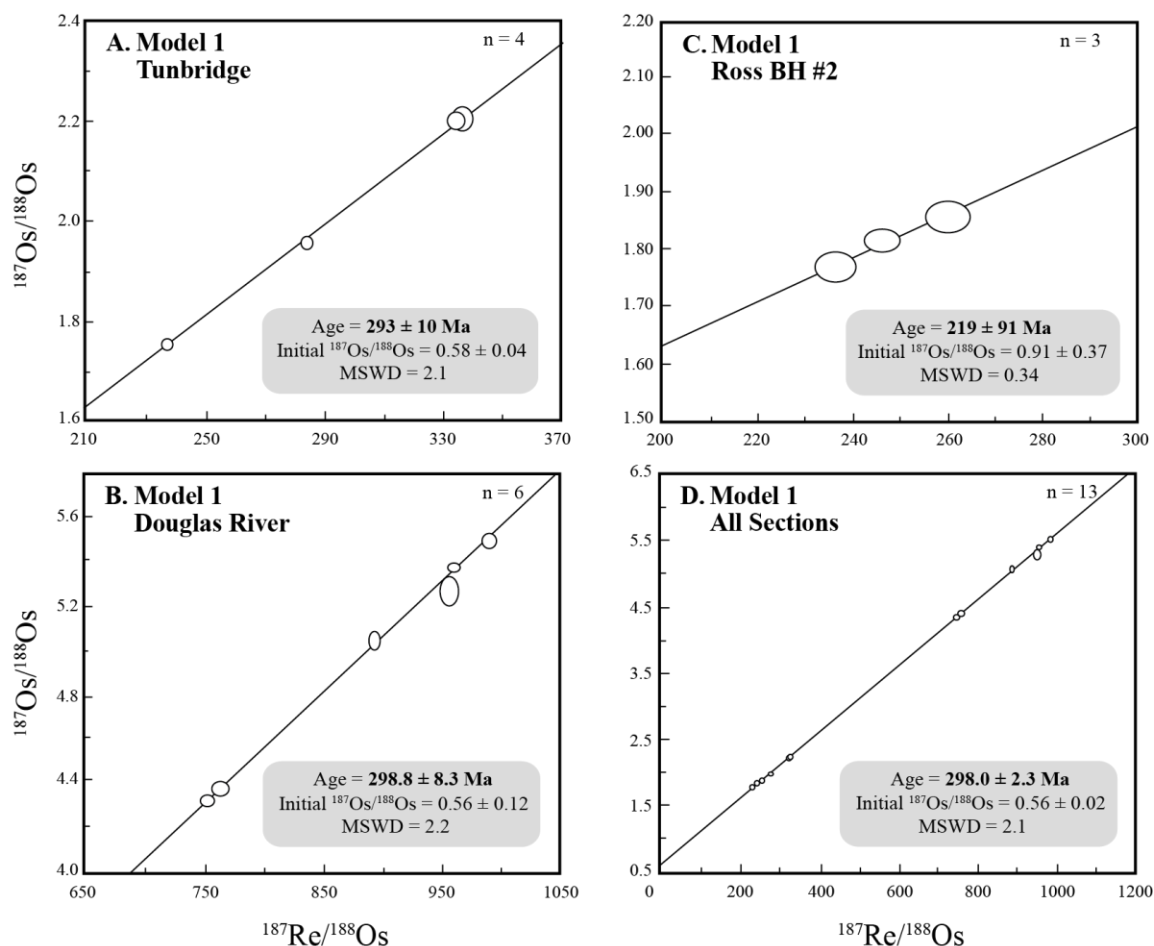 A. Model 1
Tunbridge
n = 4
2.4
2.2
2.0
1.8
1.6
210
250
290
330
370
¹⁸⁷Os/¹⁸⁸Os
Age = 293 ± 10 Ma
Initial ¹⁸⁷Os/¹⁸⁸Os = 0.58 ± 0.04
MSWD = 2.1
C. Model 1
Ross BH #2
n = 3
2.20
2.10
2.00
1.90
1.80
1.70
1.60
1.50
200
220
240
260
280
300
Age = 219 ± 91 Ma
Initial ¹⁸⁷Os/¹⁸⁸Os = 0.91 ± 0.37
MSWD = 0.34
B. Model 1
Douglas River
n = 6
5.6
5.2
4.8
4.4
4.0
650
750
850
950
1050
¹⁸⁷Os/¹⁸⁸Os
¹⁸⁷Re/¹⁸⁸Os
Age = 298.8 ± 8.3 Ma
Initial ¹⁸⁷Os/¹⁸⁸Os = 0.56 ± 0.12
MSWD = 2.2
D. Model 1
All Sections
n = 13
6.5
5.5
4.5
3.5
2.5
1.5
0.5
0
200
400
600
800
1000
1200
¹⁸⁷Re/¹⁸⁸Os
Age = 298.0 ± 2.3 Ma
Initial ¹⁸⁷Os/¹⁸⁸Os = 0.56 ± 0.02
MSWD = 2.1